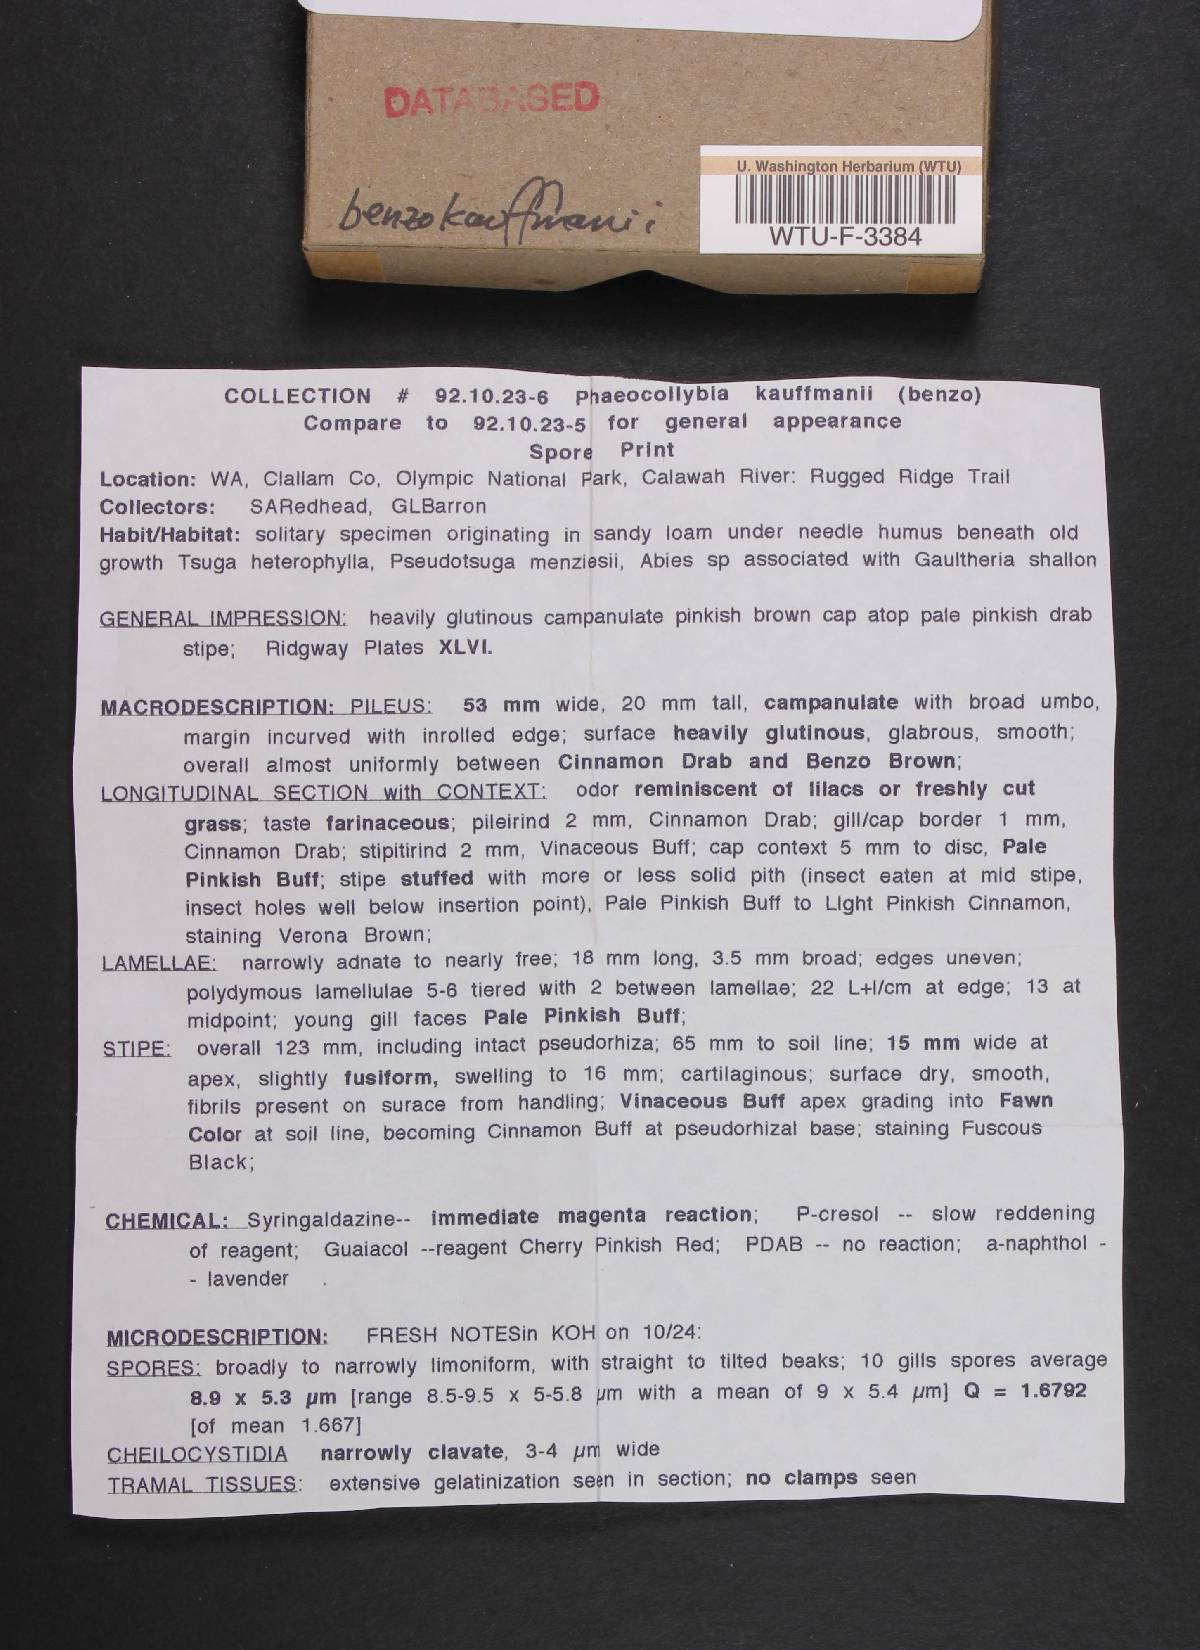 DATABASED
U. Washington Herbarium (WTU)
WTU-F-3384
benzokauffmanii
COLLECTION # 92.10.23-6 Phaeocollybia kauffmanii (benzo)
Compare to 92.10.23-5 for general appearance
Spore Print
Location: WA, Clallam Co, Olympic National Park, Calawah River: Rugged Ridge Trail
Collectors: SARedhead, GLBarron
Habit/Habitat: solitary specimen originating in sandy loam under needle humus beneath old
growth Tsuga heterophylla, Pseudotsuga menziesii, Abies sp associated with Gaultheria shallon
GENERAL IMPRESSION: heavily glutinous campanulate pinkish brown cap atop pale pinkish drab
stipe; Ridgway Plates XLVI.
MACRODESCRIPTION: PILEUS: 53 mm wide, 20 mm tall, campanulate with broad umbo,
margin incurved with inrolled edge; surface heavily glutinous, glabrous, smooth;
overall almost uniformly between Cinnamon Drab and Benzo Brown;
LONGITUDINAL SECTION with CONTEXT: odor reminiscent of lilacs or freshly cut
grass; taste farinaceous; pileirind 2 mm, Cinnamon Drab; gill/cap border 1 mm,
Cinnamon Drab; stipitirind 2 mm, Vinaceous Buff; cap context 5 mm to disc, Pale
Pinkish Buff; stipe stuffed with more or less solid pith (insect eaten at mid stipe,
insect holes well below insertion point), Pale Pinkish Buff to Light Pinkish Cinnamon,
staining Verona Brown;
LAMELLAE: narrowly adnate to nearly free; 18 mm long, 3.5 mm broad; edges uneven;
polydymous lamellulae 5-6 tiered with 2 between lamellae; 22 L+l/cm at edge; 13 at
midpoint; young gill faces Pale Pinkish Buff;
STIPE: overall 123 mm, including intact pseudorhiza; 65 mm to soil line; 15 mm wide at
apex, slightly fusiform, swelling to 16 mm; cartilaginous; surface dry, smooth,
fibrils present on surace from handling; Vinaceous Buff apex grading into Fawn
Color at soil line, becoming Cinnamon Buff at pseudorhizal base; staining Fuscous
Black;
CHEMICAL: Syringaldazine-- immediate magenta reaction; P-cresol -- slow reddening
of reagent; Guaiacol --reagent Cherry Pinkish Red; PDAB -- no reaction; a-naphthol -
- lavender .
MICRODESCRIPTION: FRESH NOTESin KOH on 10/24:
SPORES: broadly to narrowly limoniform, with straight to tilted beaks; 10 gills spores average
8.9 x 5.3 µm [range 8.5-9.5 x 5-5.8 µm with a mean of 9 x 5.4 µm] Q = 1.6792
[of mean 1.667]
CHEILOCYSTIDIA narrowly clavate, 3-4 µm wide
TRAMAL TISSUES: extensive gelatinization seen in section; no clamps seen